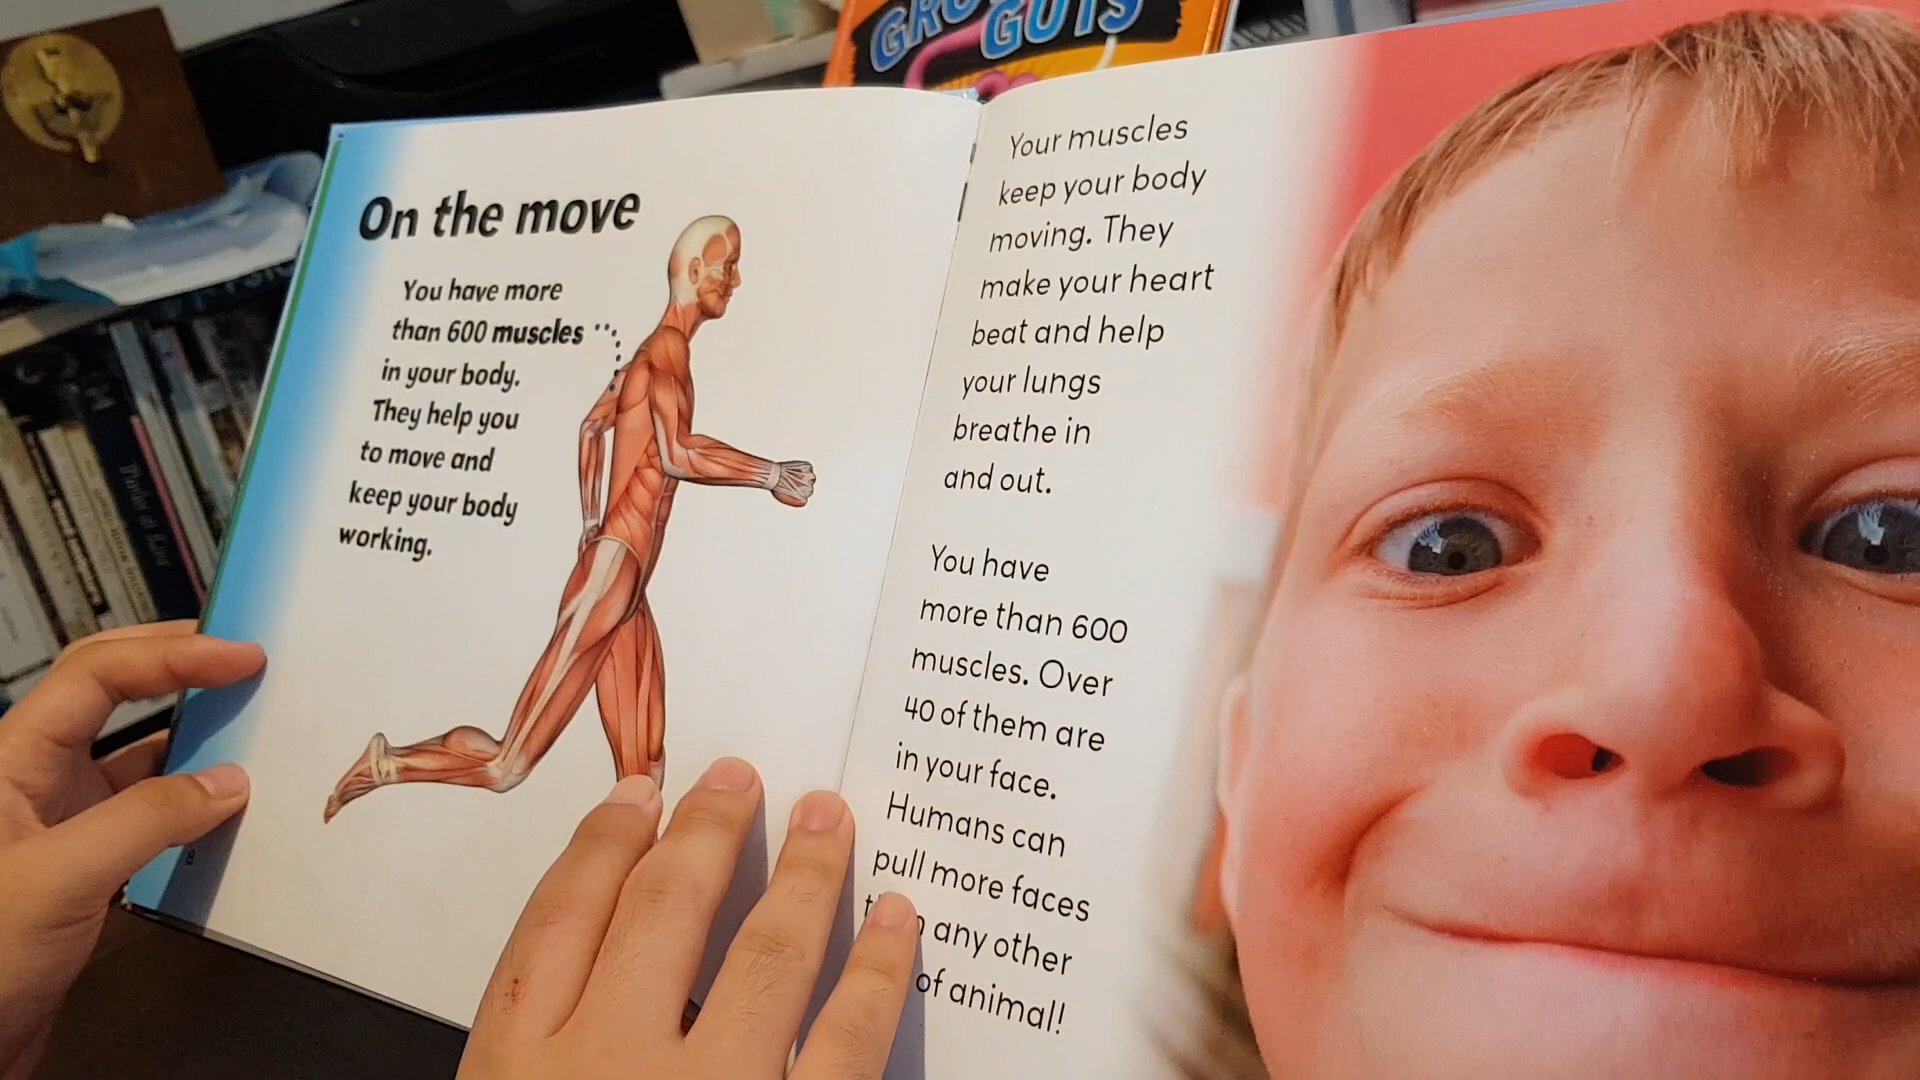 GUTS
On the move
You have more
than 600 muscles
in your body.
They help you
to move and
keep your body
working.
8
Your muscles
keep your body
moving. They
make your heart
beat and help
your lungs
breathe in
and out.
You have
more than 600
muscles. Over
40 of them are
in your face.
Humans can
pull more faces
any other
of animal!